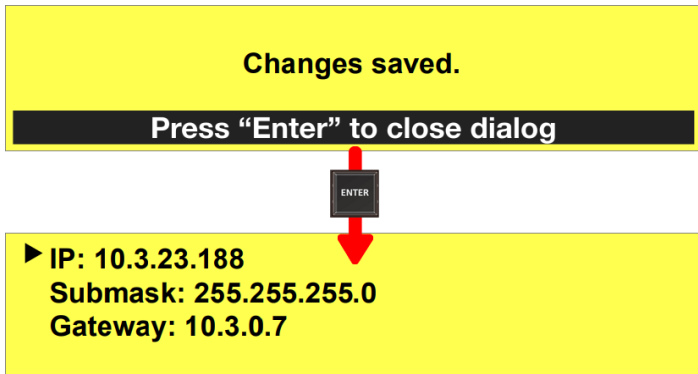 Changes saved.
Press “Enter” to close dialog
ENTER
IP: 10.3.23.188
Submask: 255.255.255.0
Gateway: 10.3.0.7